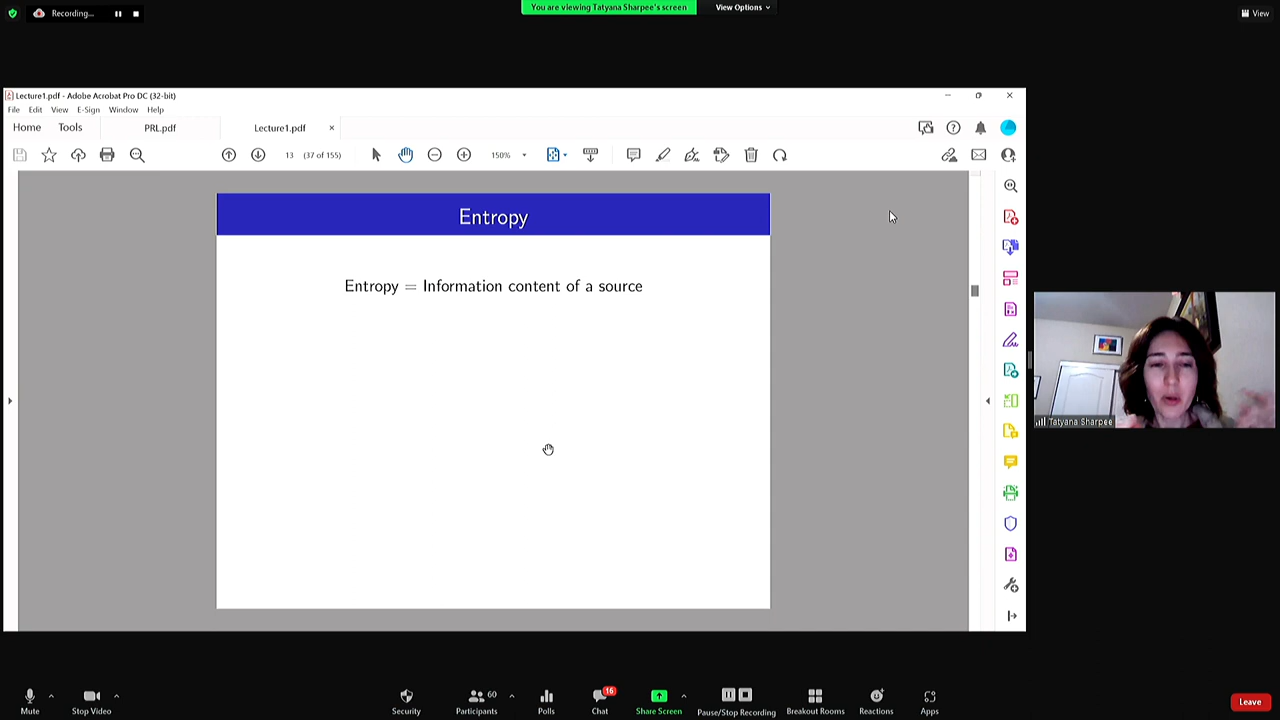 Recording...
You are viewing Tatyana Sharpee's screen
View Options
View
Lecture1.pdf - Adobe Acrobat Pro DC (32-bit)
File Edit View E-Sign Window Help
Home Tools PRL.pdf Lecture1.pdf ×
13 (37 of 155) 150%
Entropy
Entropy = Information content of a source
Tatyana Sharpee
60 16
Mute Stop Video Security Participants Polls Chat Share Screen Pause/Stop Recording Breakout Rooms Reactions Apps Leave